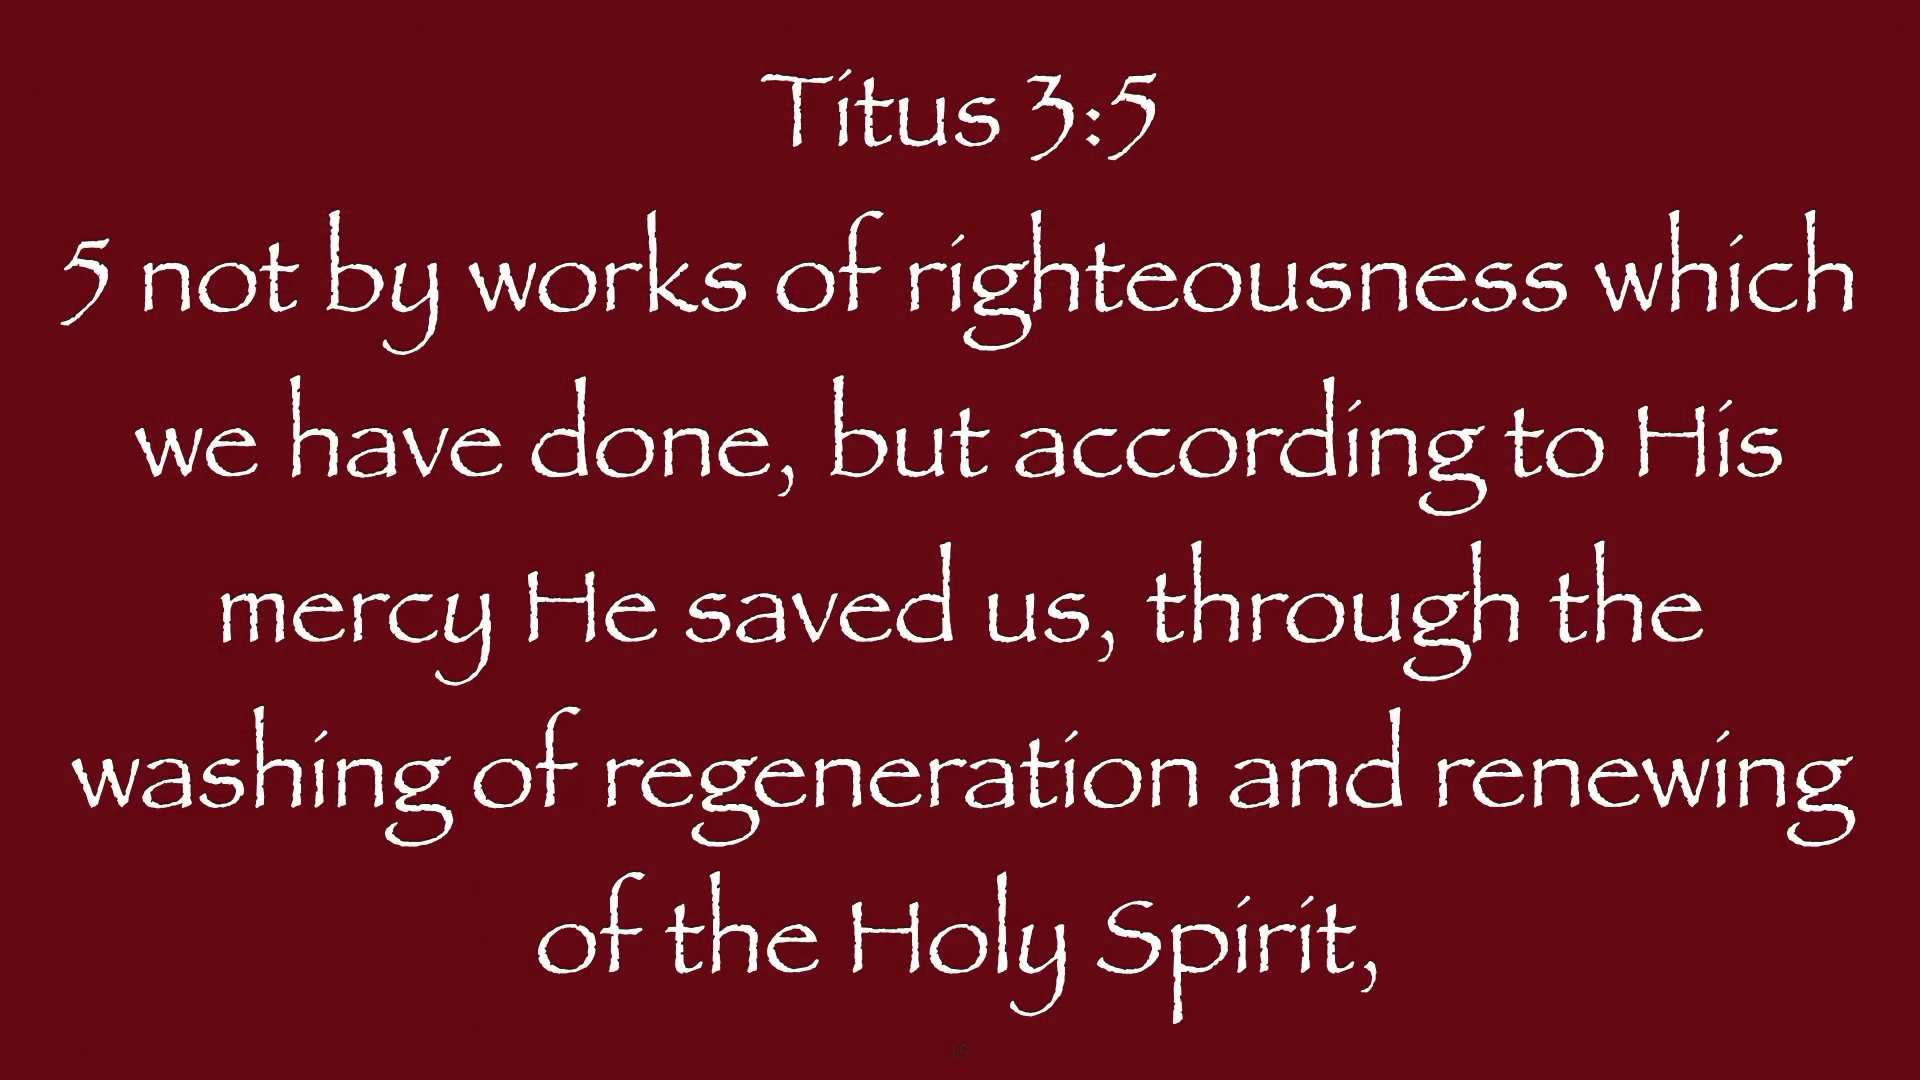 Titus 3:5
5 not by works of righteousness which
we have done, but according to His
mercy He saved us, through the
washing of regeneration and renewing
of the Holy Spirit,